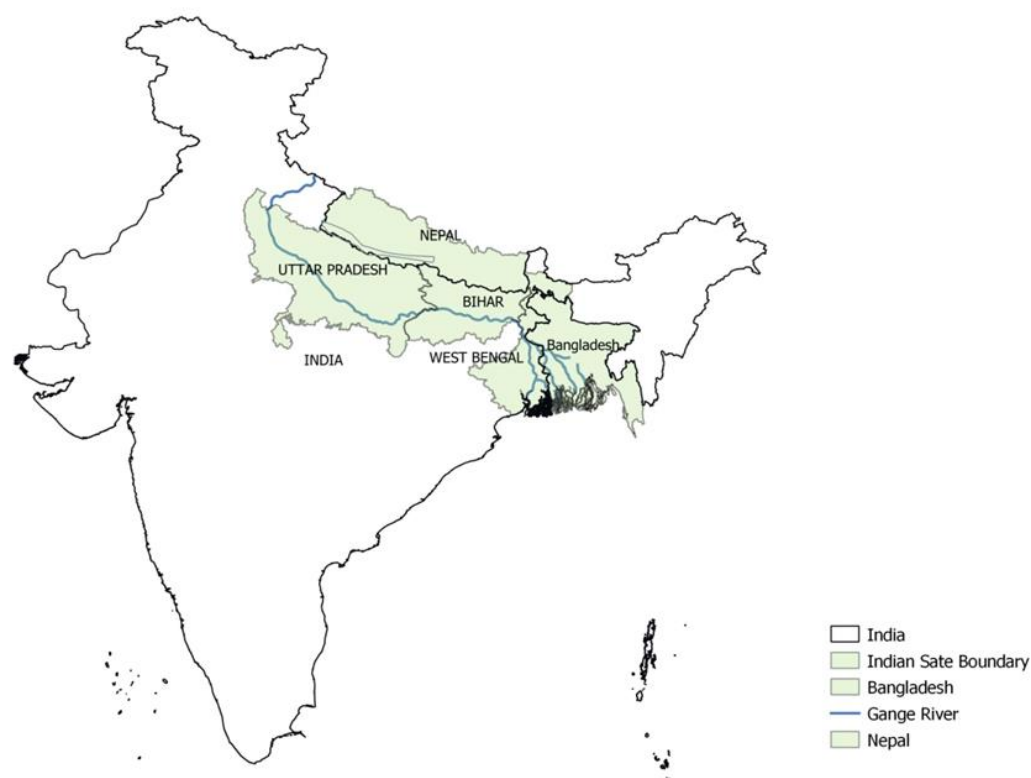 NEPAL
UTTAR PRADESH
BIHAR
Bangladesh
INDIA
WEST BENGAL
India
Indian Sate Boundary
Bangladesh
Gange River
Nepal